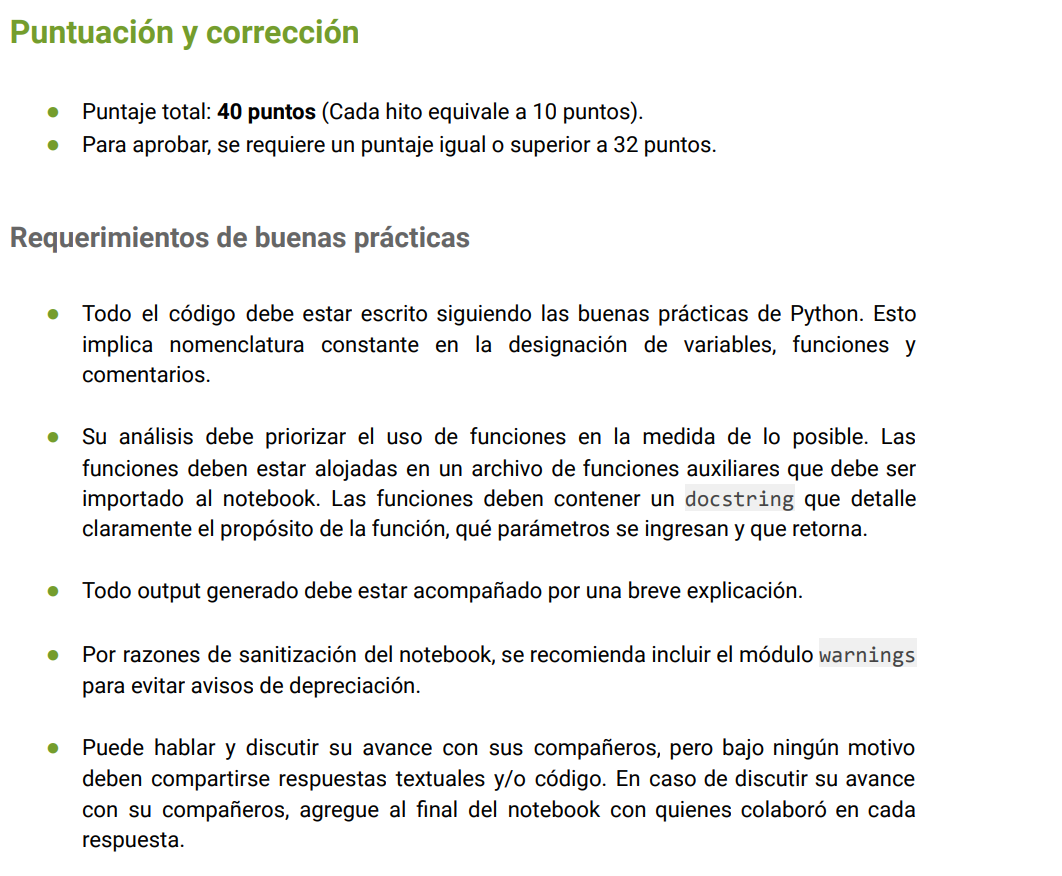 Puntuación y corrección
● Puntaje total: 40 puntos (Cada hito equivale a 10 puntos).
● Para aprobar, se requiere un puntaje igual o superior a 32 puntos.
Requerimientos de buenas prácticas
● Todo el código debe estar escrito siguiendo las buenas prácticas de Python. Esto
implica nomenclatura constante en la designación de variables, funciones y
comentarios.
● Su análisis debe priorizar el uso de funciones en la medida de lo posible. Las
funciones deben estar alojadas en un archivo de funciones auxiliares que debe ser
importado al notebook. Las funciones deben contener un docstring que detalle
claramente el propósito de la función, qué parámetros se ingresan y que retorna.
● Todo output generado debe estar acompañado por una breve explicación.
● Por razones de sanitización del notebook, se recomienda incluir el módulo warnings
para evitar avisos de depreciación.
● Puede hablar y discutir su avance con sus compañeros, pero bajo ningún motivo
deben compartirse respuestas textuales y/o código. En caso de discutir su avance
con su compañeros, agregue al final del notebook con quienes colaboró en cada
respuesta.